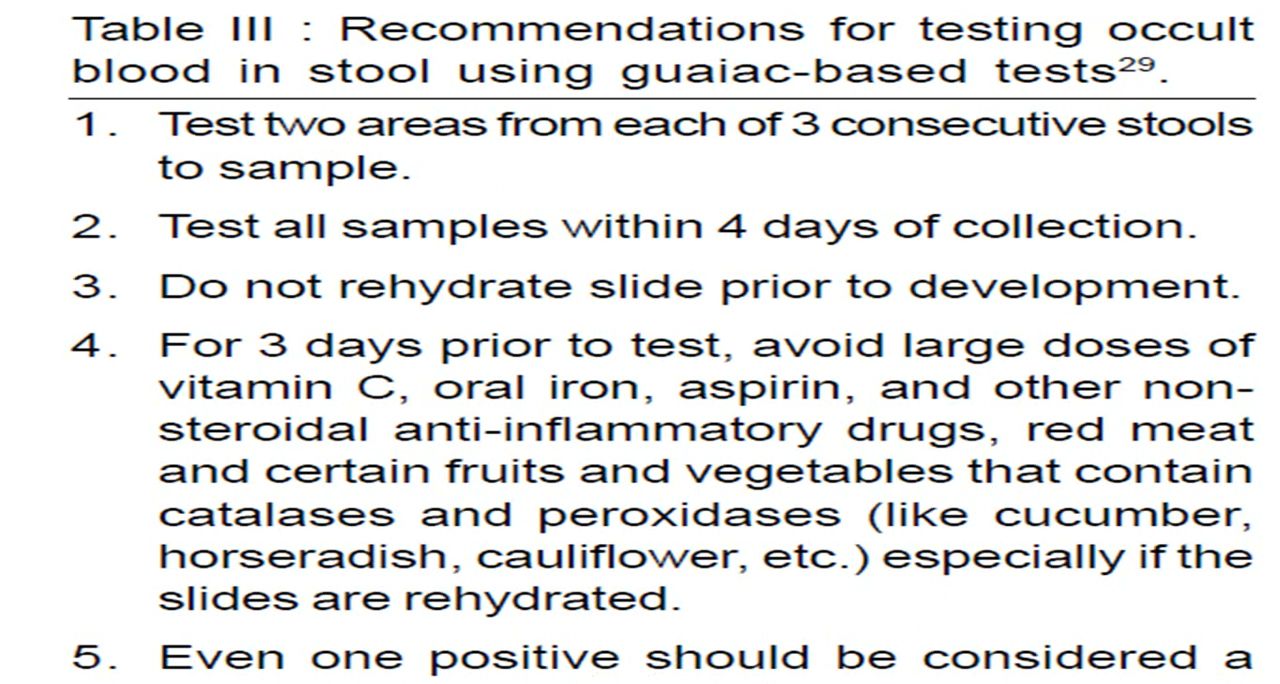 Table III : Recommendations for testing occult
blood in stool using guaiac-based tests²⁹.
1. Test two areas from each of 3 consecutive stools
to sample.
2. Test all samples within 4 days of collection.
3. Do not rehydrate slide prior to development.
4. For 3 days prior to test, avoid large doses of
vitamin C, oral iron, aspirin, and other non-
steroidal anti-inflammatory drugs, red meat
and certain fruits and vegetables that contain
catalases and peroxidases (like cucumber,
horseradish, cauliflower, etc.) especially if the
slides are rehydrated.
5. Even one positive should be considered a